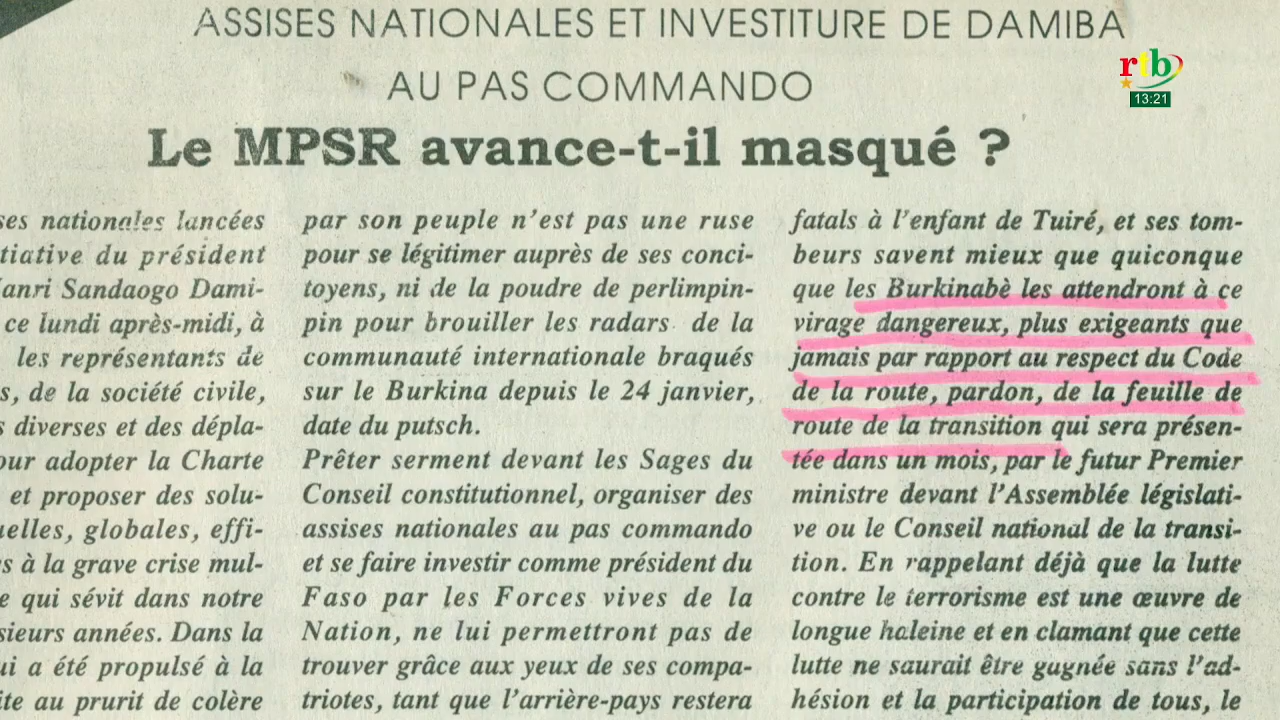 ASSISES NATIONALES ET INVESTITURE DE DAMIBA
AU PAS COMMANDO
rtb
13:21
Le MPSR avance-t-il masqué ?
ses nationales lancées
tiative du président
anri Sandaogo Dami-
ce lundi après-midi, à
les représentants de
s, de la société civile,
s diverses et des dépla-
our adopter la Charte
et proposer des solu-
uelles, globales, effi-
s à la grave crise mul-
e qui sévit dans notre
sieurs années. Dans la
ui a été propulsé à la
ite au prurit de colère
par son peuple n'est pas une ruse
pour se légitimer auprès de ses conci-
toyens, ni de la poudre de perlimpin-
pin pour brouiller les radars de la
communauté internationale braqués
sur le Burkina depuis le 24 janvier,
date du putsch.
Prêter serment devant les Sages du
Conseil constitutionnel, organiser des
assises nationales au pas commando
et se faire investir comme président du
Faso par les Forces vives de la
Nation, ne lui permettront pas de
trouver grâce aux yeux de ses compa-
triotes, tant que l'arrière-pays restera
fatals à l'enfant de Tuiré, et ses tom-
beurs savent mieux que quiconque
que les Burkinabè les attendront à ce
virage dangereux, plus exigeants que
jamais par rapport au respect du Code
de la route, pardon, de la feuille de
route de la transition qui sera présen-
tée dans un mois, par le futur Premier
ministre devant l'Assemblée législati-
ve ou le Conseil national de la transi-
tion. En rappelant déjà que la lutte
contre le terrorisme est une œuvre de
longue haleine et en clamant que cette
lutte ne saurait être gagnée sans l'ad-
hésion et la participation de tous, le